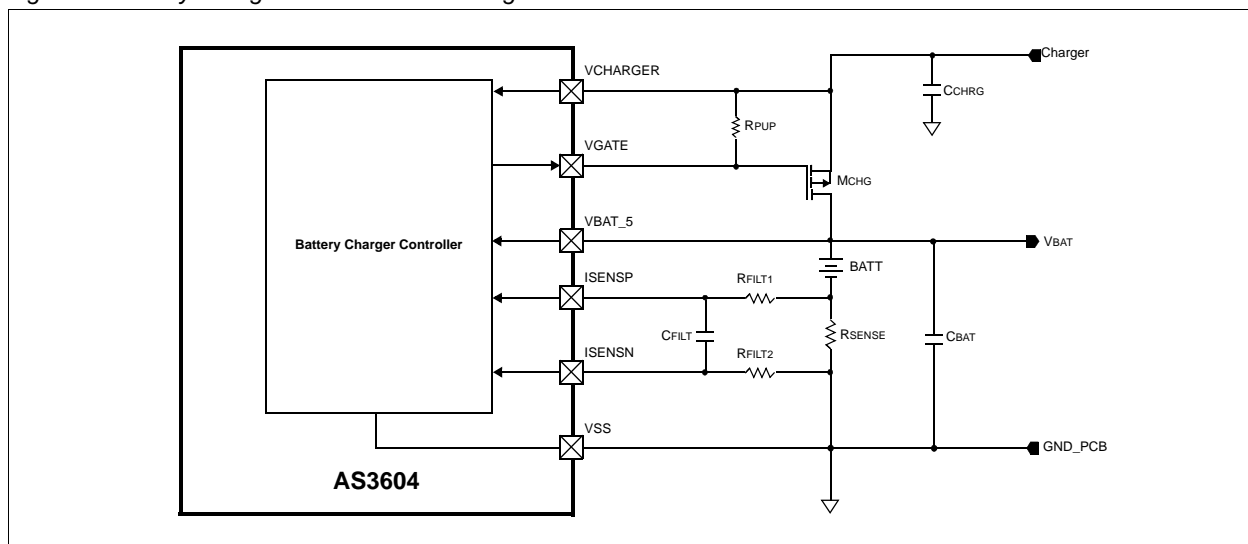 VCHARGER
Charger
CCHRG
RPUP
VGATE
MCHG
VBAT_5
VBAT
Battery Charger Controller
BATT
ISENSP
RFILT1
CFILT
RSENSE
CBAT
ISENSN
RFILT2
VSS
GND_PCB
AS3604